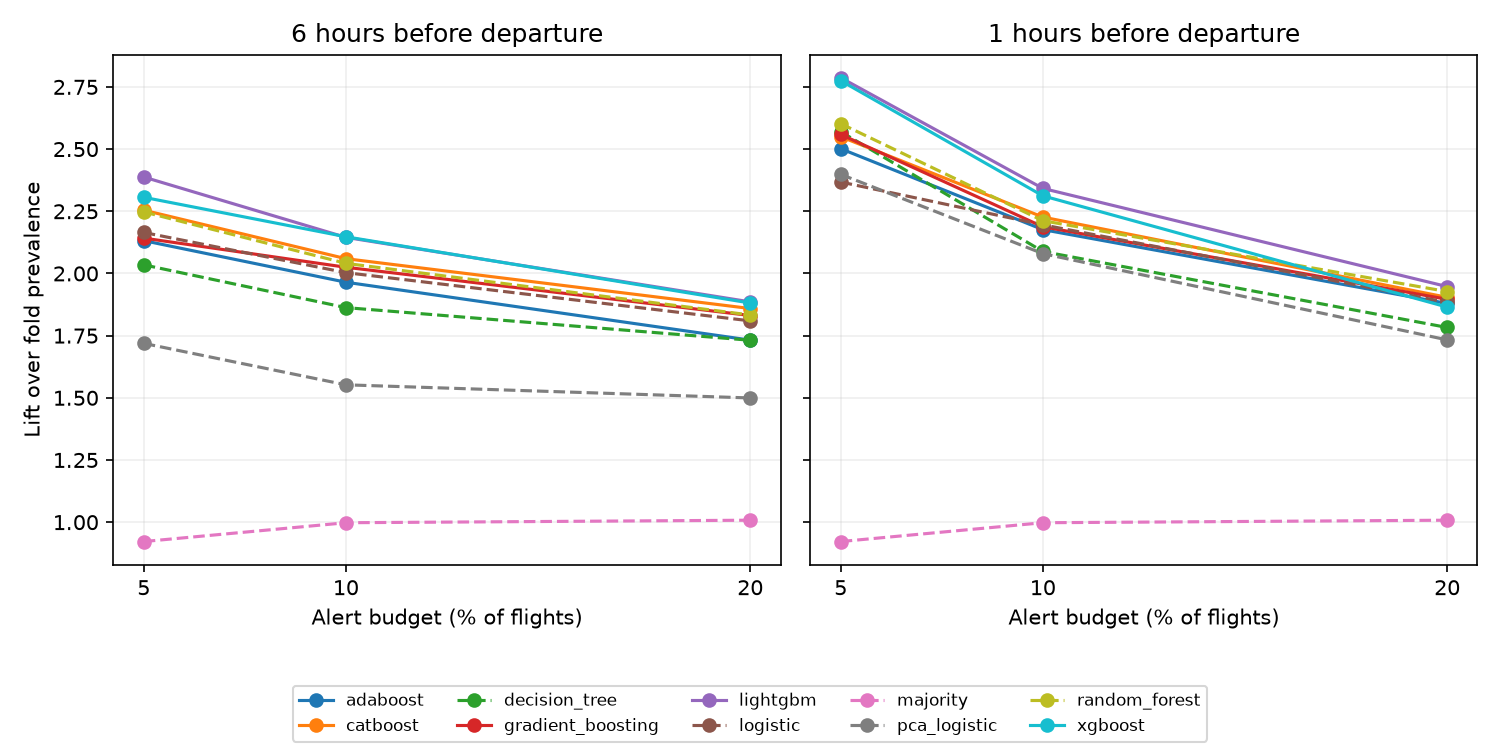 6 hours before departure
1 hours before departure
Lift over fold prevalence
2.75
2.50
2.25
2.00
1.75
1.50
1.25
1.00
5 10 20
5 10 20
Alert budget (% of flights)
Alert budget (% of flights)
adaboost decision_tree lightgbm majority random_forest
catboost gradient_boosting logistic pca_logistic xgboost